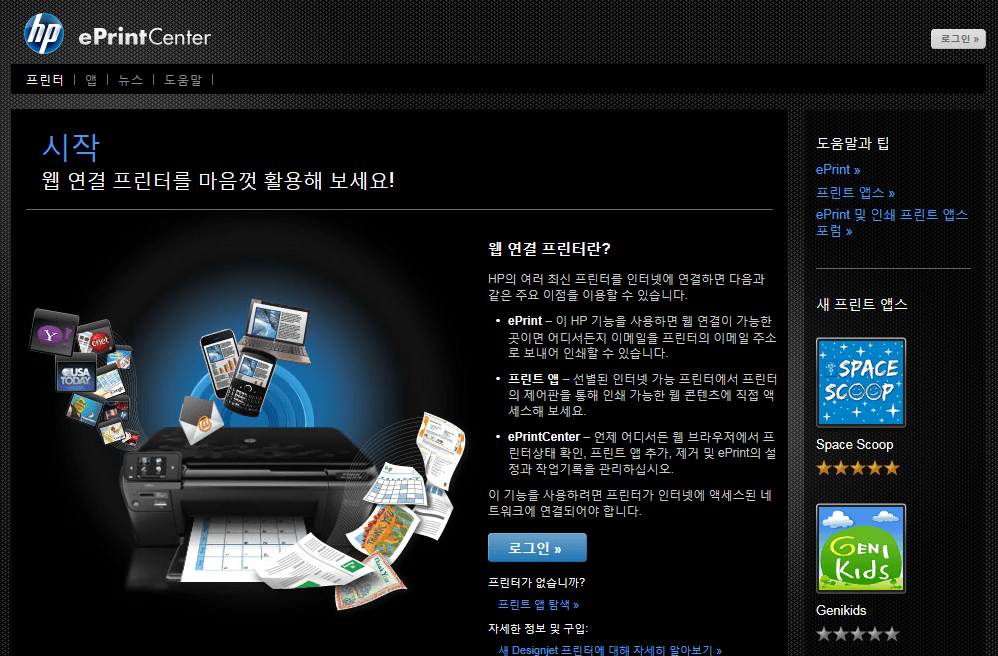 hp ePrintCenter
로그인 »
프린터 | 앱 | 뉴스 | 도움말 |
시작
웹 연결 프린터를 마음껏 활용해 보세요!
웹 연결 프린터란?
HP의 여러 최신 프린터를 인터넷에 연결하면 다음과
같은 주요 이점을 이용할 수 있습니다.
• ePrint – 이 HP 기능을 사용하면 웹 연결이 가능한
곳이면 어디서든지 이메일을 프린터의 이메일 주소
로 보내어 인쇄할 수 있습니다.
• 프린트 앱 – 선별된 인터넷 가능 프린터에서 프린터
의 제어판을 통해 인쇄 가능한 웹 콘텐츠에 직접 액
세스해 보세요.
• ePrintCenter – 언제 어디서든 웹 브라우저에서 프
린터상태 확인, 프린트 앱 추가, 제거 및 ePrint의 설
정과 작업기록을 관리하십시오.
이 기능을 사용하려면 프린터가 인터넷에 액세스된 네
트워크에 연결되어야 합니다.
로그인 »
프린터가 없습니까?
프린트 앱 탐색 »
자세한 정보 및 구입:
새 Designjet 프린터에 대해 자세히 알아보기 »
Y!
cnet
USA
TODAY
@
THANK YOU
Thank You
도움말과 팁
ePrint »
프린트 앱스 »
ePrint 및 인쇄 프린트 앱스
포럼 »
새 프린트 앱스
SPACE
SCOOP
Space Scoop
GENI
Kids
Genikids